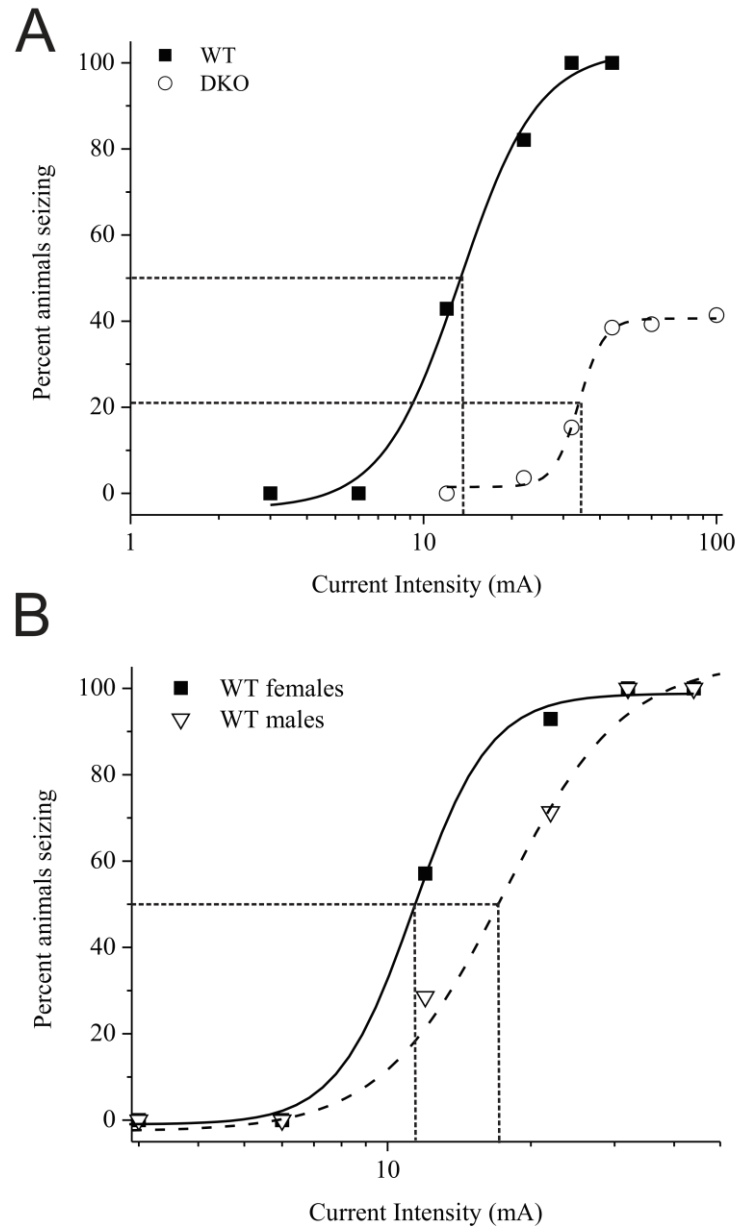 A
WT
DKO
100
80
60
40
20
0
Percent animals seizing
1
10
100
Current Intensity (mA)
B
WT females
WT males
100
80
60
40
20
0
Percent animals seizing
10
Current Intensity (mA)